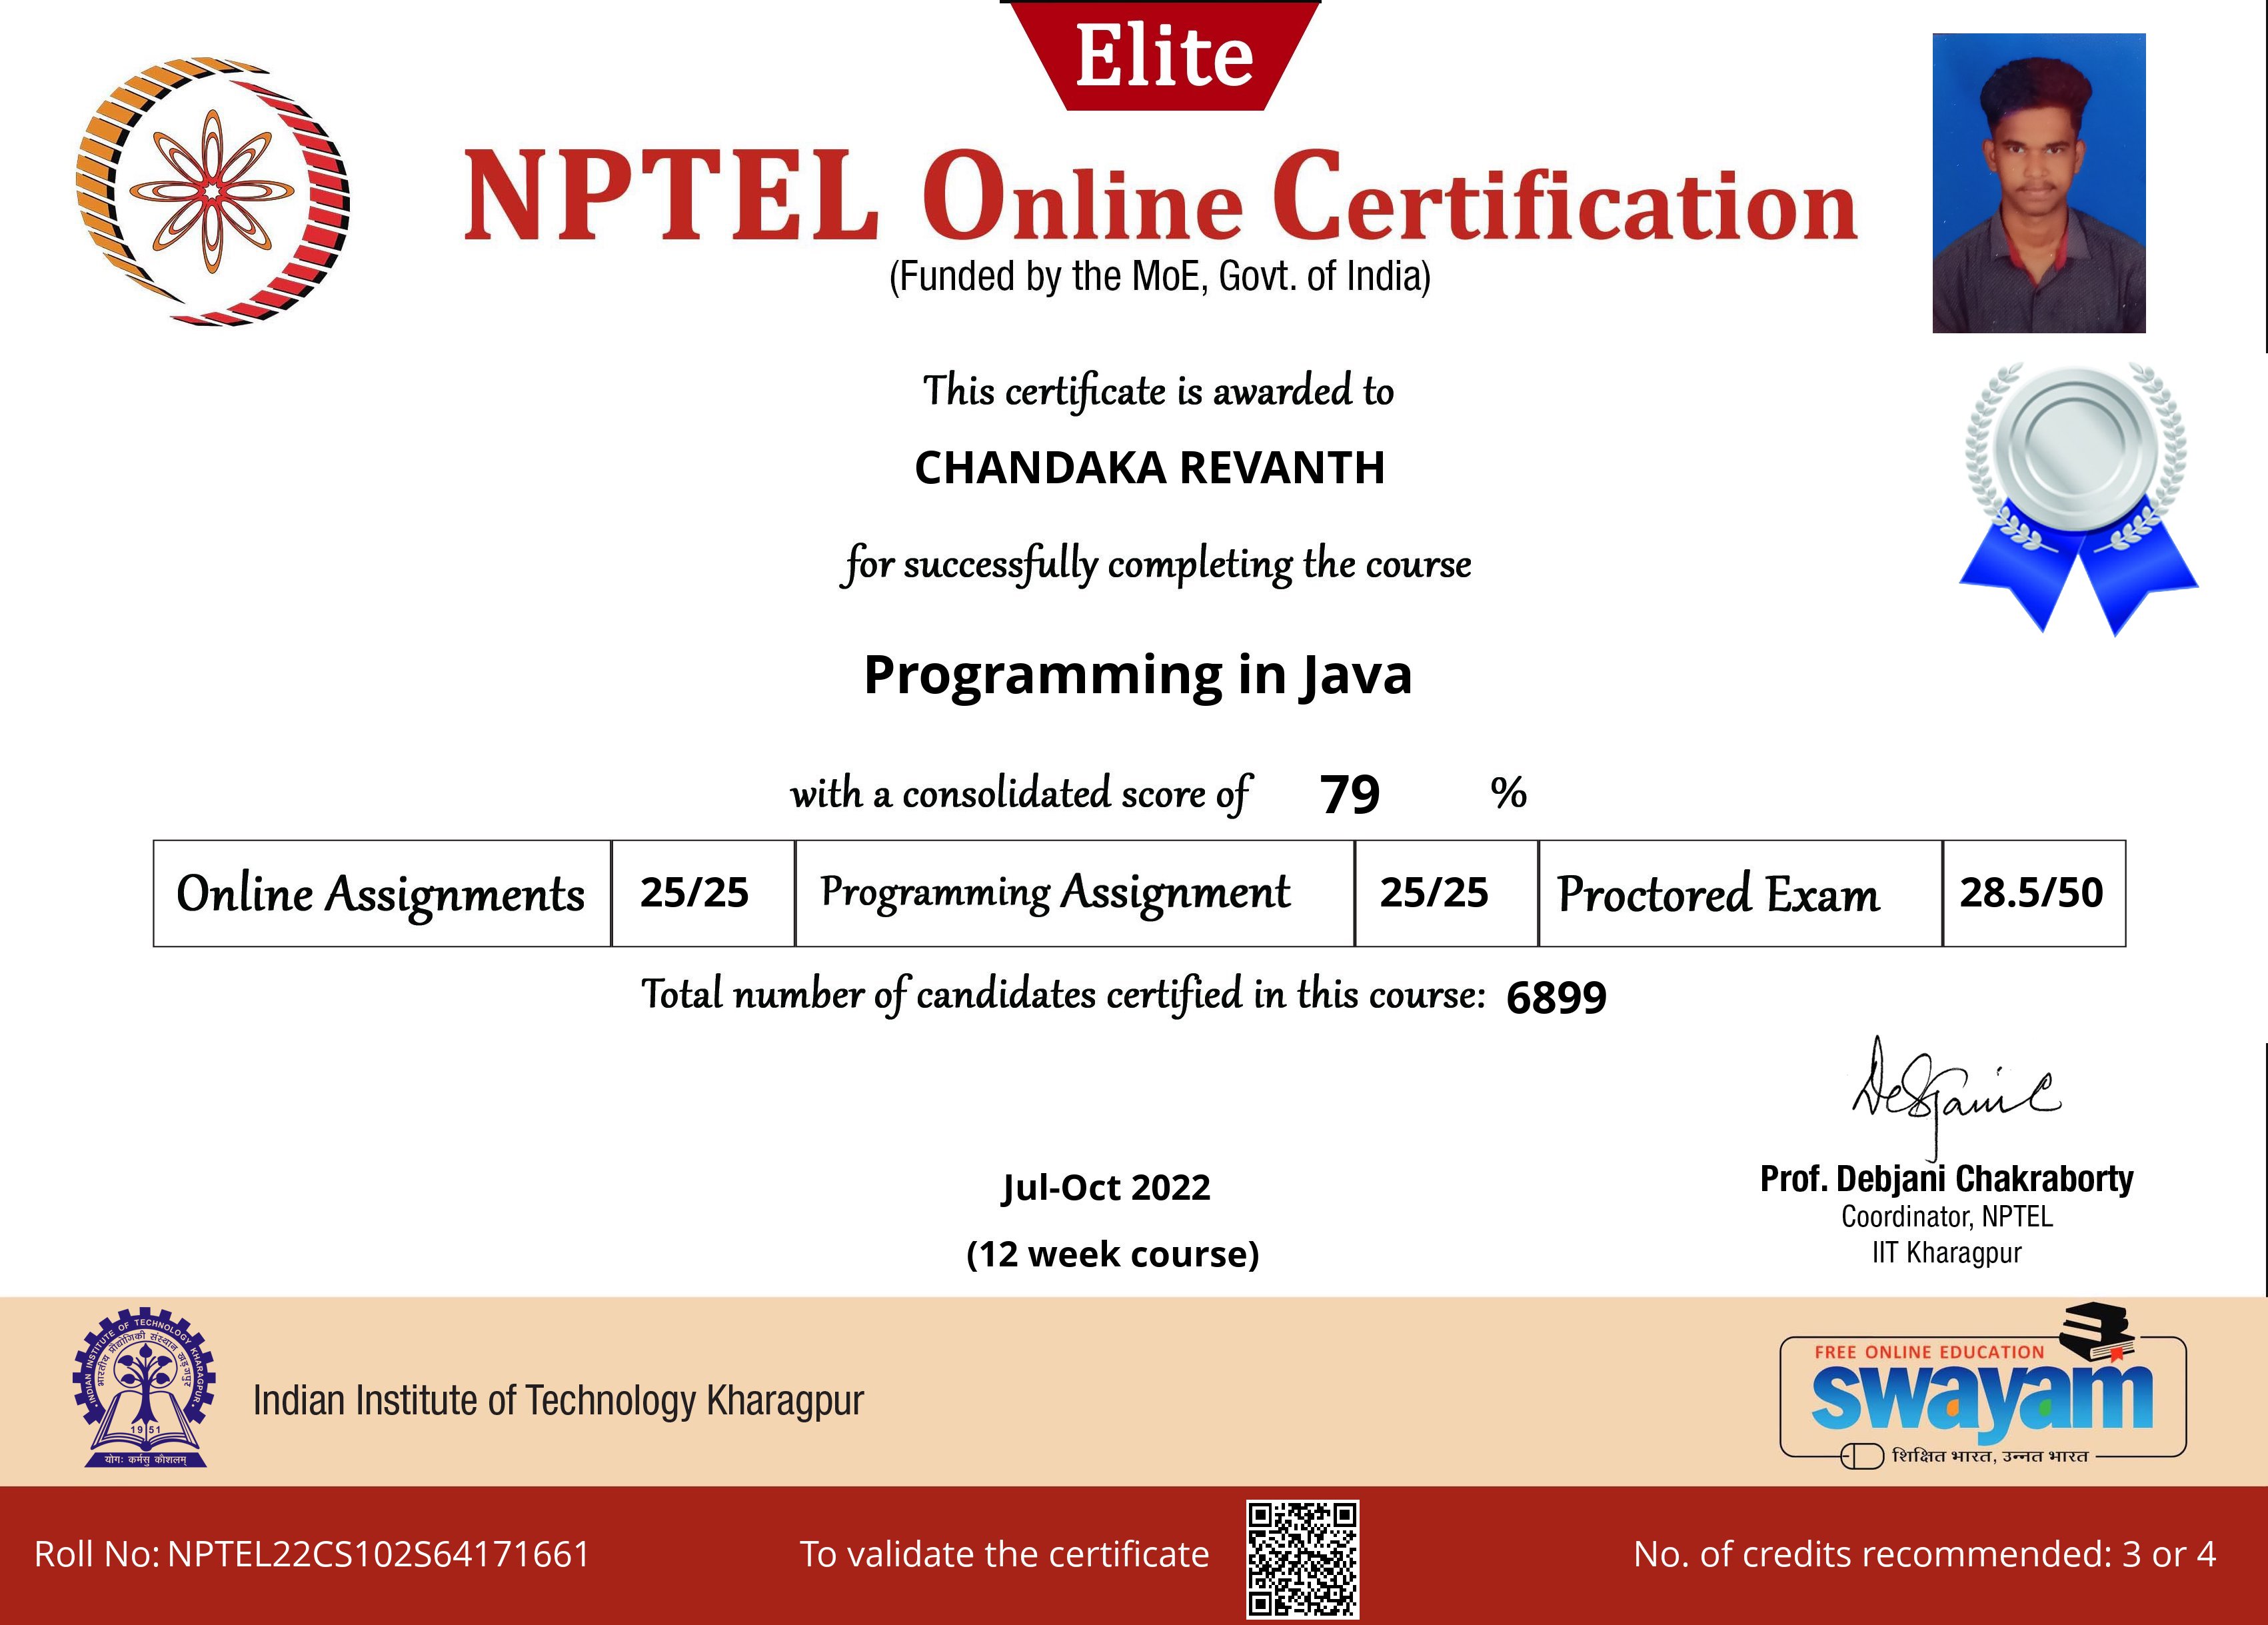 Elite
NPTEL Online Certification
(Funded by the MoE, Govt. of India)
This certificate is awarded to
CHANDAKA REVANTH
for successfully completing the course
Programming in Java
with a consolidated score of 79 %
Online Assignments 25/25 Programming Assignment 25/25 Proctored Exam 28.5/50
Total number of candidates certified in this course: 6899
Prof. Debjani Chakraborty
Coordinator, NPTEL
IIT Kharagpur
Jul-Oct 2022
(12 week course)
INDIAN INSTITUTE OF TECHNOLOGY KHARAGPUR
भारतीय प्रौद्योगिकी संस्थान खड़गपुर
1951
योगः कर्मसु कौशलम्
Indian Institute of Technology Kharagpur
FREE ONLINE EDUCATION
swayam
शिक्षित भारत, उन्नत भारत
Roll No: NPTEL22CS102S64171661
To validate the certificate
No. of credits recommended: 3 or 4